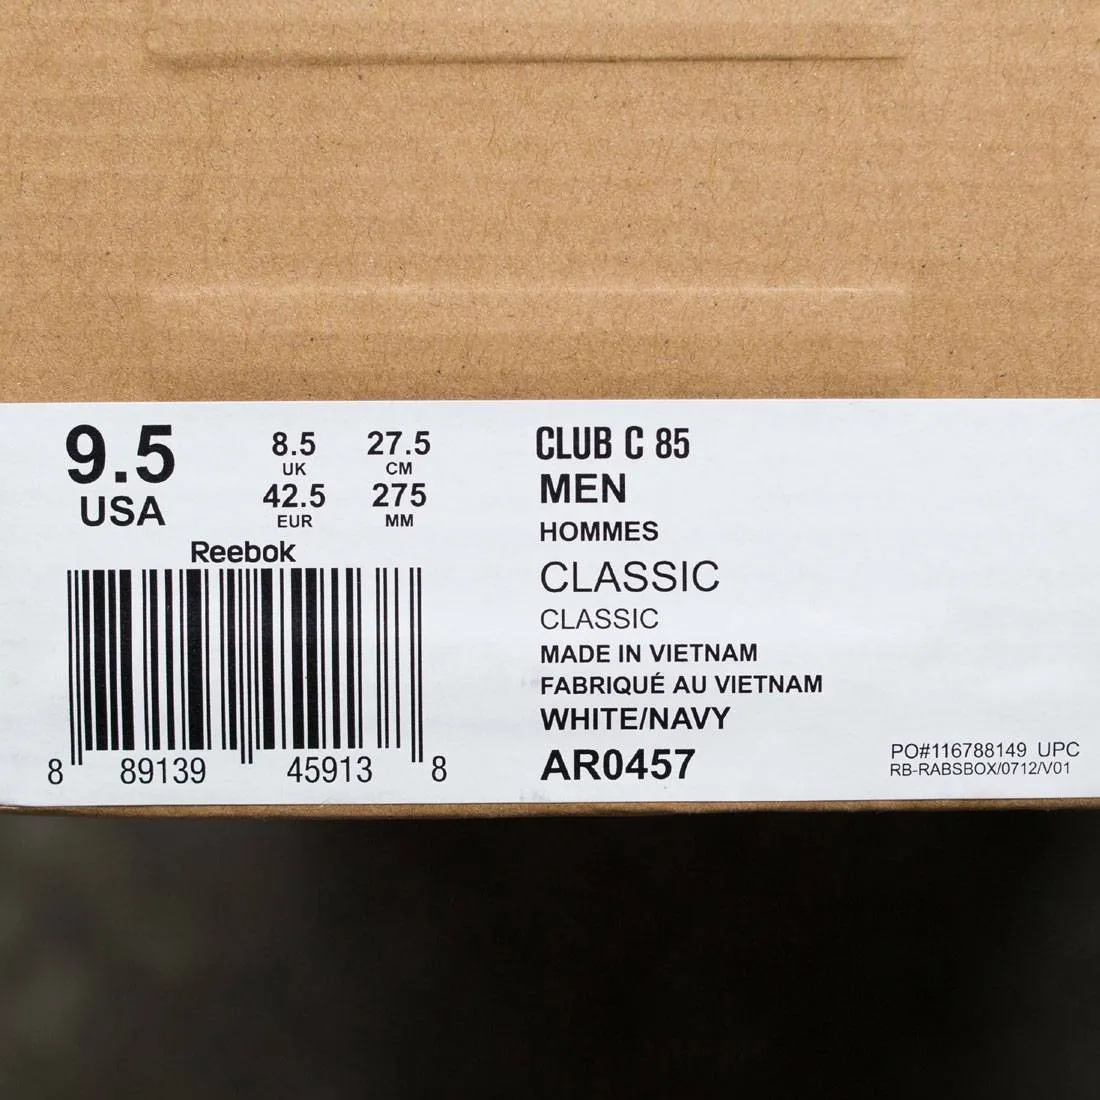 9.5
USA
8.5
UK
42.5
EUR
27.5
CM
275
MM
Reebok
8 89139 45913 8
CLUB C 85
MEN
HOMMES
CLASSIC
CLASSIC
MADE IN VIETNAM
FABRIQUÉ AU VIETNAM
WHITE/NAVY
AR0457
PO#116788149 UPC
RB-RABSBOX/0712/V01